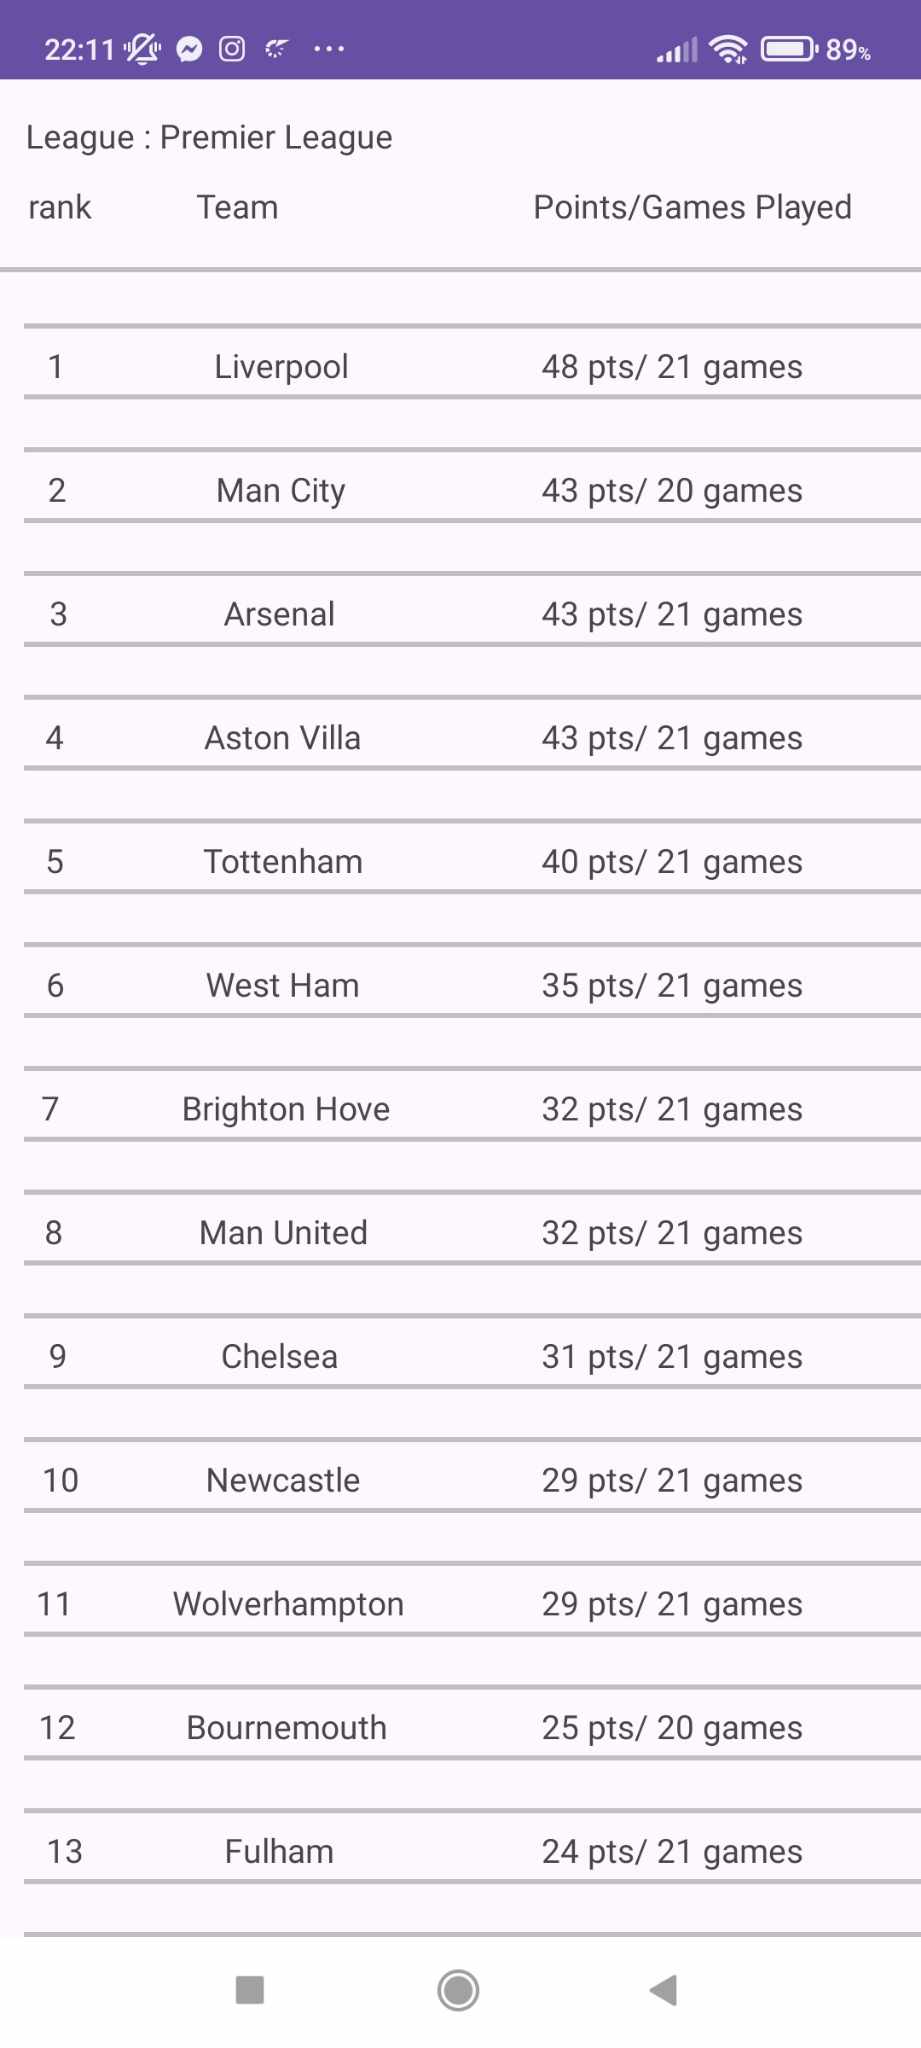 22:11 89%
League : Premier League
rank Team Points/Games Played
1 Liverpool 48 pts/ 21 games
2 Man City 43 pts/ 20 games
3 Arsenal 43 pts/ 21 games
4 Aston Villa 43 pts/ 21 games
5 Tottenham 40 pts/ 21 games
6 West Ham 35 pts/ 21 games
7 Brighton Hove 32 pts/ 21 games
8 Man United 32 pts/ 21 games
9 Chelsea 31 pts/ 21 games
10 Newcastle 29 pts/ 21 games
11 Wolverhampton 29 pts/ 21 games
12 Bournemouth 25 pts/ 20 games
13 Fulham 24 pts/ 21 games